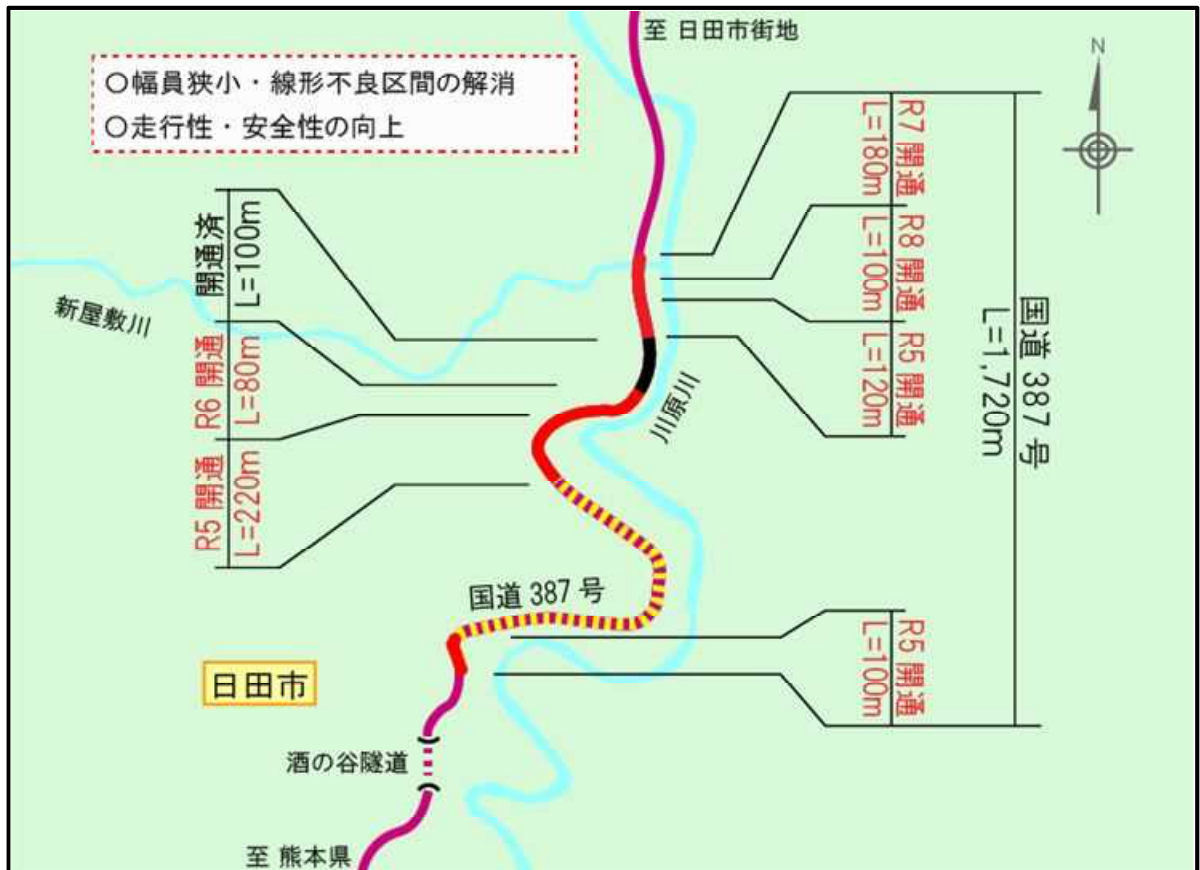 至 日田市街地
N
○幅員狭小・線形不良区間の解消
○走行性・安全性の向上
R7 開通
L=180m
R8 開通
L=100m
R5 開通
L=120m
国道 387 号
L=1,720m
開通済
L=100m
R6 開通
L=80m
R5 開通
L=220m
新屋敷川
川原川
国道 387 号
R5 開通
L=100m
日田市
酒の谷隧道
至 熊本県